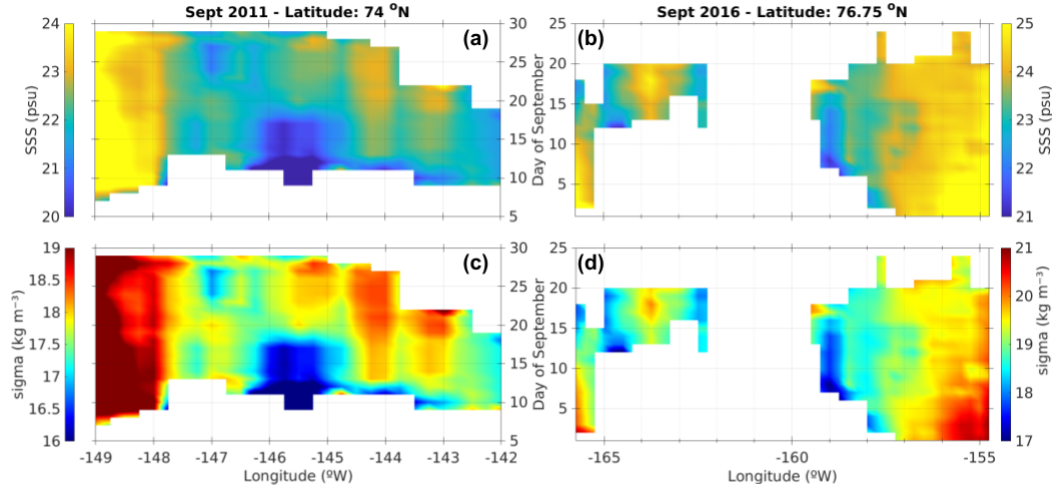 Sept 2011 - Latitude: 74 ºN
Sept 2016 - Latitude: 76.75 ºN
24
23
22
21
20
SSS (psu)
(a)
30
25
20
15
10
5
Day of September
25
20
15
10
5
(b)
25
24
23
22
21
SSS (psu)
19
18.5
18
17.5
17
16.5
16
sigma (kg m⁻³)
(c)
30
25
20
15
10
5
Day of September
25
20
15
10
5
(d)
21
20
19
18
17
sigma (kg m⁻³)
-149 -148 -147 -146 -145 -144 -143 -142
Longitude (ºW)
-165 -160 -155
Longitude (ºW)